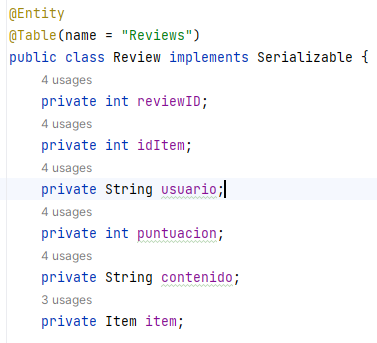 @Entity
@Table(name = "Reviews")
public class Review implements Serializable {
4 usages
private int reviewID;
4 usages
private int idItem;
4 usages
private String usuario;
4 usages
private int puntuacion;
4 usages
private String contenido;
3 usages
private Item item;